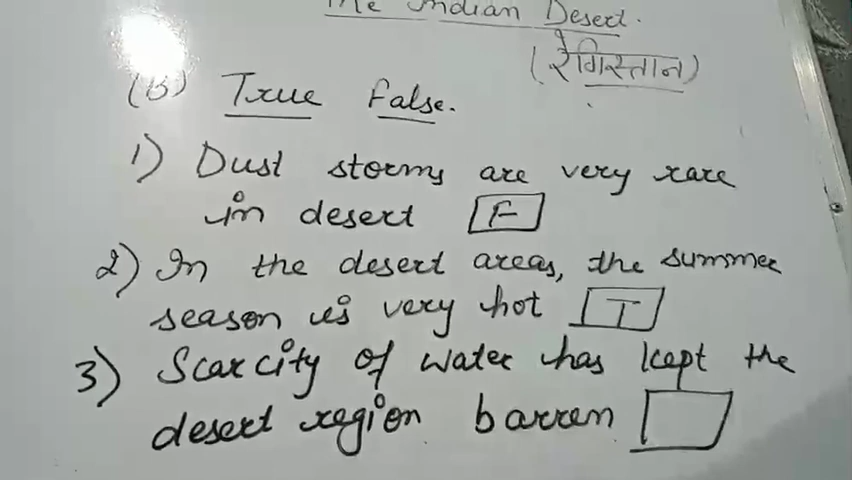 The Indian Desert.
(रेगिस्तान)
(B) True False.
1) Dust storms are very rare
in desert F
2) In the desert areas, the summer
season is very hot T
3) Scarcity of water has kept the
desert region barren